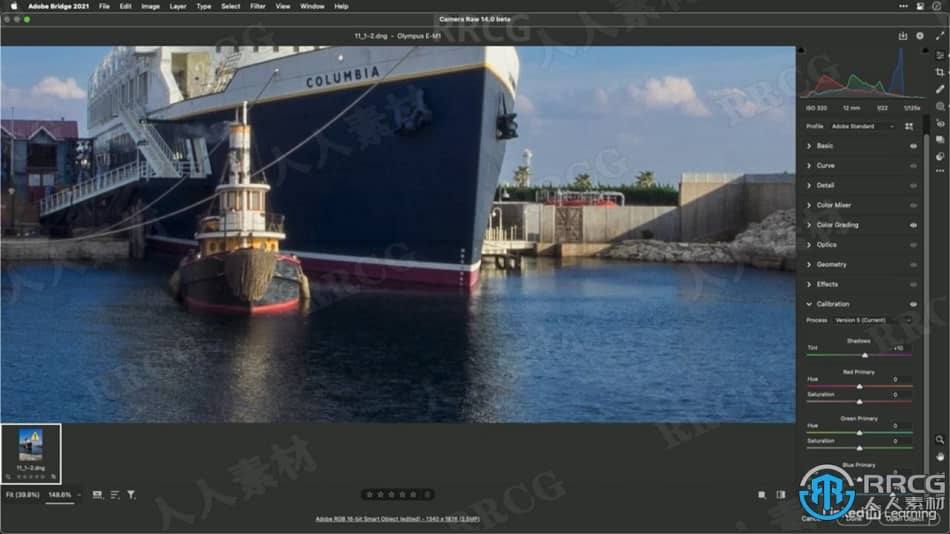 Adobe Bridge 2021 File Edit Image Layer Type Select Filter View Window Help
Camera Raw 14.0 beta
11_1-2.dng - Olympus E-M1
COLUMBIA
ISO 320 12 mm f/22 1/125s
Profile Adobe Standard
Basic
Curve
Detail
Color Mixer
Color Grading
Optics
Geometry
Effects
Calibration
Process Version 5 (Current)
Shadows
Tint +10
Red Primary
Hue 0
Saturation 0
Green Primary
Hue 0
Saturation 0
Blue Primary
11_1-2.dng
Fit (39.8%) 148.6%
Adobe RGB 16-bit Smart Object (edited) - 1340 x 1876 (2.5MP)
Cancel Done Open Object
RRCG
人人素材
LinkedIn Learning